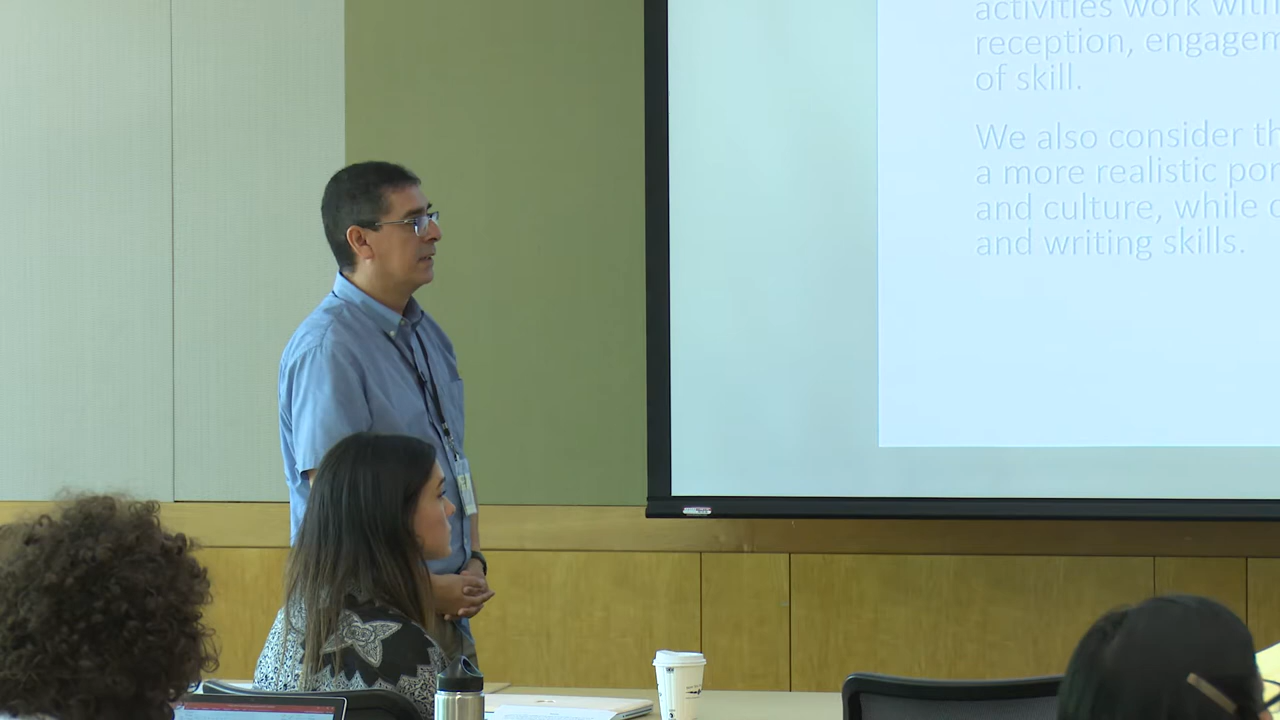 activities work with
reception, engagem
of skill.
We also consider th
a more realistic por
and culture, while c
and writing skills.